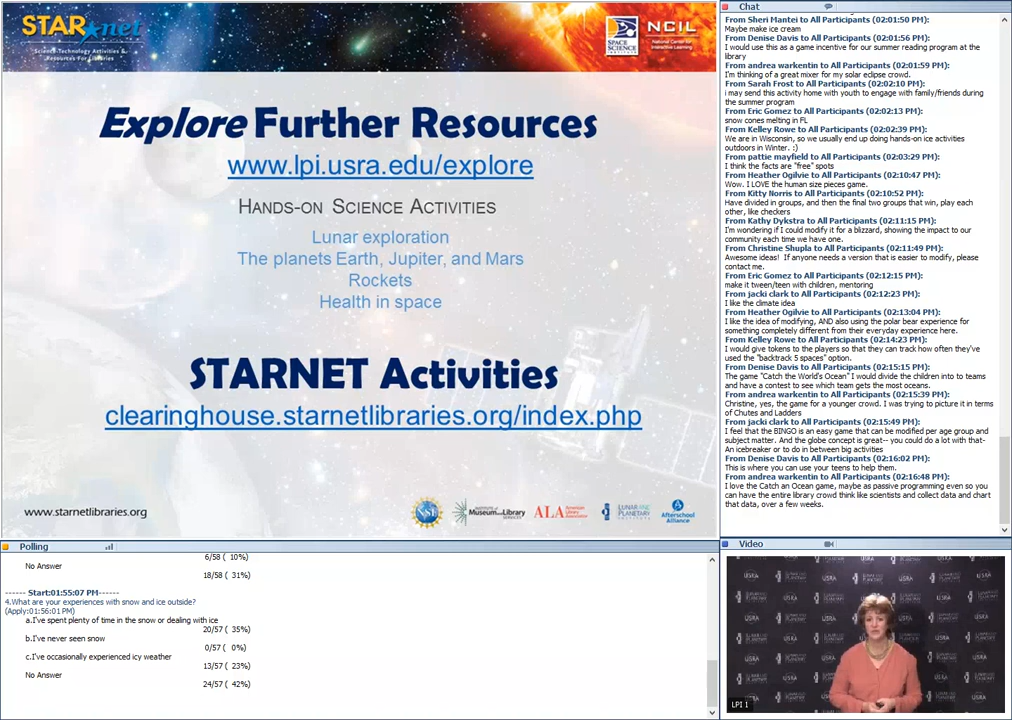 STAR net
Science-Technology Activities &
Resources For Libraries
SPACE
SCIENCE
INSTITUTE
NCIL
National Center for
Interactive Learning
Explore Further Resources
www.lpi.usra.edu/explore
HANDS-ON SCIENCE ACTIVITIES
Lunar exploration
The planets Earth, Jupiter, and Mars
Rockets
Health in space
STARNET Activities
clearinghouse.starnetlibraries.org/index.php
www.starnetlibraries.org
NSF
INSTITUTE of
Museum and Library
SERVICES
ALA American
Library
Association
LUNAR AND
PLANETARY
INSTITUTE
Afterschool
Alliance
Chat
From Sheri Mantei to All Participants (02:01:50 PM):
Maybe make ice cream
From Denise Davis to All Participants (02:01:56 PM):
I would use this as a game incentive for our summer reading program at the
library
From andrea warkentin to All Participants (02:01:59 PM):
I'm thinking of a great mixer for my solar eclipse crowd.
From Sarah Frost to All Participants (02:02:10 PM):
i may send this activity home with youth to engage with family/friends during
the summer program
From Eric Gomez to All Participants (02:02:13 PM):
snow cones melting in FL
From Kelley Rowe to All Participants (02:02:39 PM):
We are in Wisconsin, so we usually end up doing hands-on ice activities
outdoors in Winter. :)
From pattie mayfield to All Participants (02:03:29 PM):
I think the facts are "free" spots
From Heather Ogilvie to All Participants (02:10:47 PM):
Wow. I LOVE the human size pieces game.
From Kitty Norris to All Participants (02:10:52 PM):
Have divided in groups, and then the final two groups that win, play each
other, like checkers
From Kathy Dykstra to All Participants (02:11:15 PM):
I'm wondering if I could modify it for a blizzard, showing the impact to our
community each time we have one.
From Christine Shupla to All Participants (02:11:49 PM):
Awesome ideas! If anyone needs a version that is easier to modify, please
contact me.
From Eric Gomez to All Participants (02:12:15 PM):
make it tween/teen with children, mentoring
From jacki clark to All Participants (02:12:23 PM):
I like the climate idea
From Heather Ogilvie to All Participants (02:13:04 PM):
I like the idea of modifying, AND also using the polar bear experience for
something completely different from their everyday experience here.
From Kelley Rowe to All Participants (02:14:23 PM):
I would give tokens to the players so that they can track how often they've
used the "backtrack 5 spaces" option.
From Denise Davis to All Participants (02:15:15 PM):
The game "Catch the World's Ocean" I would divide the children into to teams
and have a contest to see which team gets the most oceans.
From andrea warkentin to All Participants (02:15:39 PM):
Christine, yes, the game for a younger crowd. I was trying to picture it in terms
of Chutes and Ladders
From jacki clark to All Participants (02:15:49 PM):
I feel that the BINGO is an easy game that can be modified per age group and
subject matter. And the globe concept is great-- you could do a lot with that-
An icebreaker or to do in between big activities
From Denise Davis to All Participants (02:16:02 PM):
This is where you can use your teens to help them.
From andrea warkentin to All Participants (02:16:48 PM):
I love the Catch an Ocean game, maybe as passive programming even so you
can have the entire library crowd think like scientists and collect data and chart
that data, over a few weeks.
Polling
6/58 ( 10%)
No Answer
18/58 ( 31%)
------ Start:01:55:07 PM------
4.What are your experiences with snow and ice outside?
(Apply:01:56:01 PM)
a.I've spent plenty of time in the snow or dealing with ice
20/57 ( 35%)
b.I've never seen snow
0/57 ( 0%)
c.I've occasionally experienced icy weather
13/57 ( 23%)
No Answer
24/57 ( 42%)
Video
USRA
LUNAR AND
PLANETARY
LPI 1